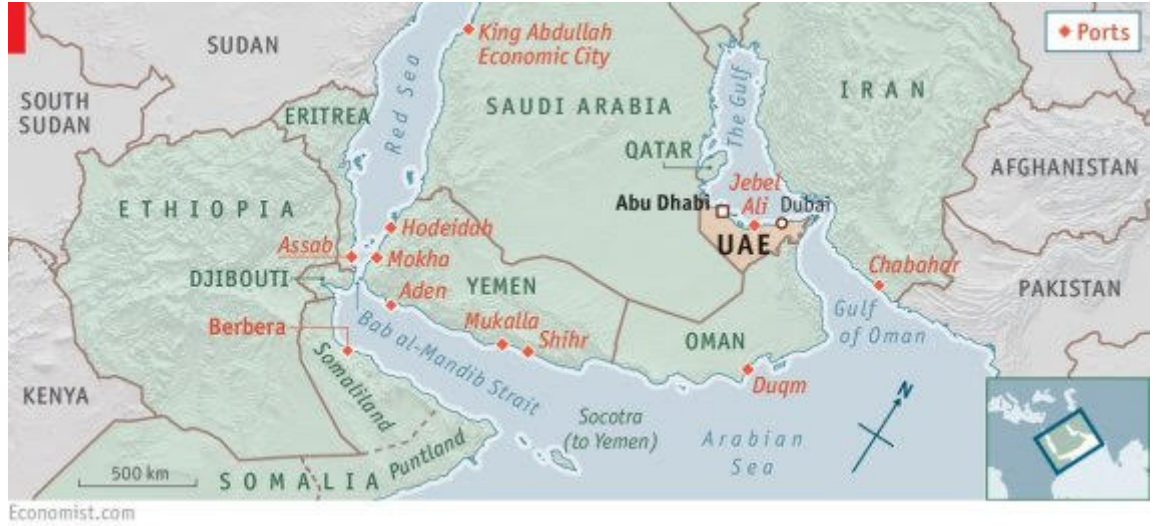 Ports
King Abdullah
Economic City
SUDAN
SOUTH
SUDAN
Red Sea
SAUDI ARABIA
The Gulf
IRAN
ERITREA
QATAR
AFGHANISTAN
Jebel
Ali
Abu Dhabi
Dubai
ETHIOPIA
UAE
Hodeidah
Assab
Mokha
DJIBOUTI
YEMEN
Chabahar
PAKISTAN
Aden
Berbera
Bab al-Mandib Strait
Mukalla
Shihr
OMAN
Gulf
of Oman
Somaliland
KENYA
Duqm
N
Socotra
(to Yemen)
Arabian
Sea
Puntland
500 km
SOMALIA
Economist.com